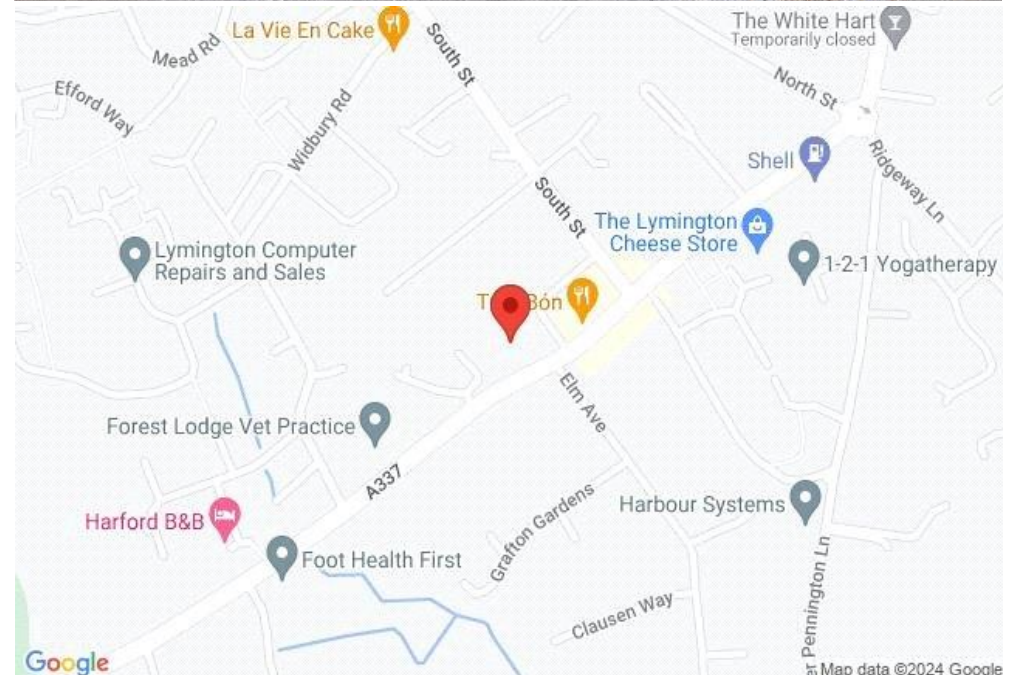 La Vie En Cake
The White Hart
Temporarily closed
Mead Rd
South St
North St
Efford Way
Widbury Rd
Shell
Ridgeway Ln
South St
The Lymington
Cheese Store
Lymington Computer
Repairs and Sales
1-2-1 Yogatherapy
Bón
Elm Ave
Forest Lodge Vet Practice
A337
Harbour Systems
Grafton Gardens
Harford B&B
Foot Health First
Clausen Way
Pennington Ln
Google
Map data ©2024 Google